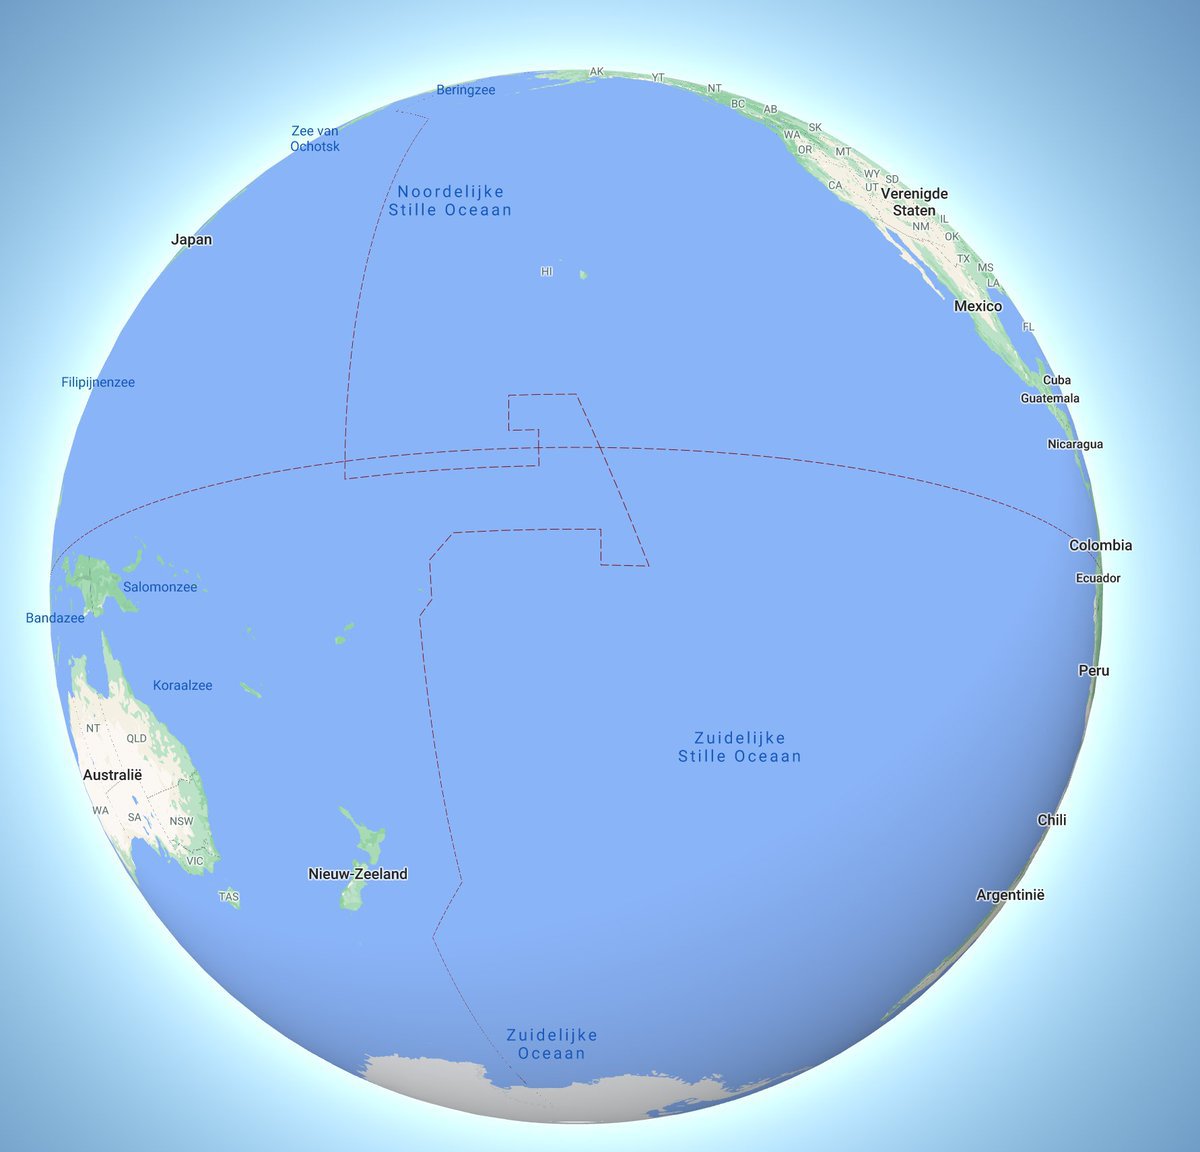 AK
YT
NT
Beringzee
BC
AB
SK
Zee van
Ochotsk
WA
OR
MT
WY
SD
CA
UT
Noordelijke
Stille Oceaan
Verenigde
Staten
IL
NM
OK
Japan
TX
MS
HI
LA
Mexico
FL
Filipijnenzee
Cuba
Guatemala
Nicaragua
Colombia
Ecuador
Salomonzee
Bandazee
Peru
Koraalzee
NT
QLD
Zuidelijke
Stille Oceaan
Australië
WA
SA
NSW
Chili
VIC
Nieuw-Zeeland
TAS
Argentinië
Zuidelijke
Oceaan